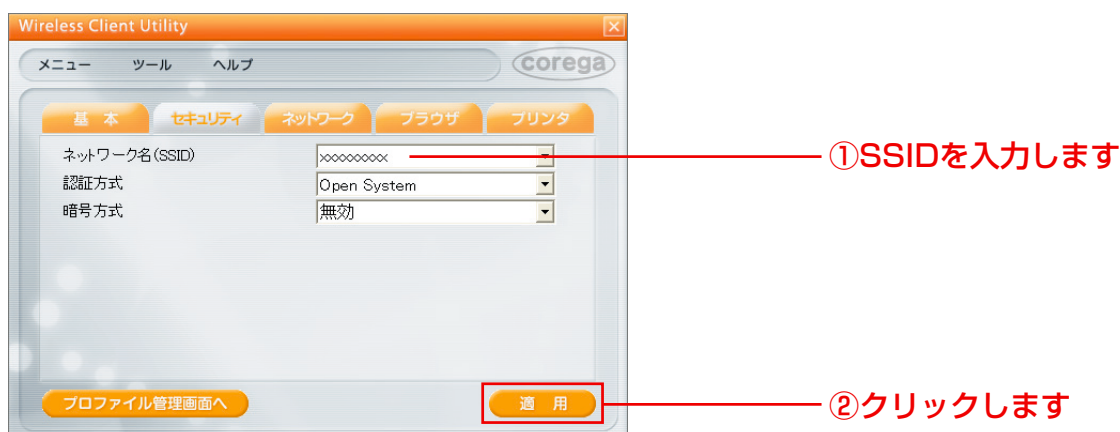 Wireless Client Utility
メニュー ツール ヘルプ corega
基本 セキュリティ ネットワーク ブラウザ プリンタ
ネットワーク名(SSID) xxxxxxxxx ①SSIDを入力します
認証方式 Open System
暗号方式 無効
プロファイル管理画面へ 適用 ②クリックします